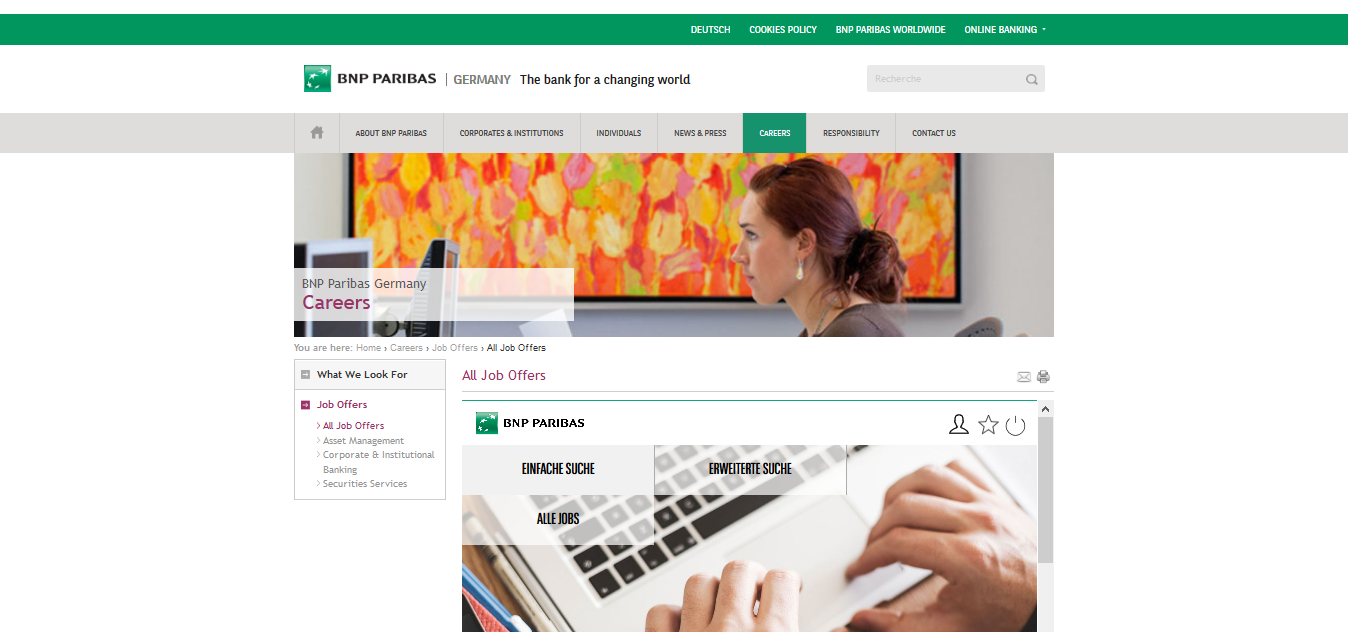 DEUTSCH COOKIES POLICY BNP PARIBAS WORLDWIDE ONLINE BANKING
BNP PARIBAS GERMANY The bank for a changing world
Recherche
ABOUT BNP PARIBAS CORPORATES & INSTITUTIONS INDIVIDUALS NEWS & PRESS CAREERS RESPONSIBILITY CONTACT US
BNP Paribas Germany
Careers
You are here: Home › Careers › Job Offers › All Job Offers
What We Look For
Job Offers
All Job Offers
Asset Management
Corporate & Institutional
Banking
Securities Services
All Job Offers
BNP PARIBAS
EINFACHE SUCHE ERWEITERTE SUCHE
ALLE JOBS